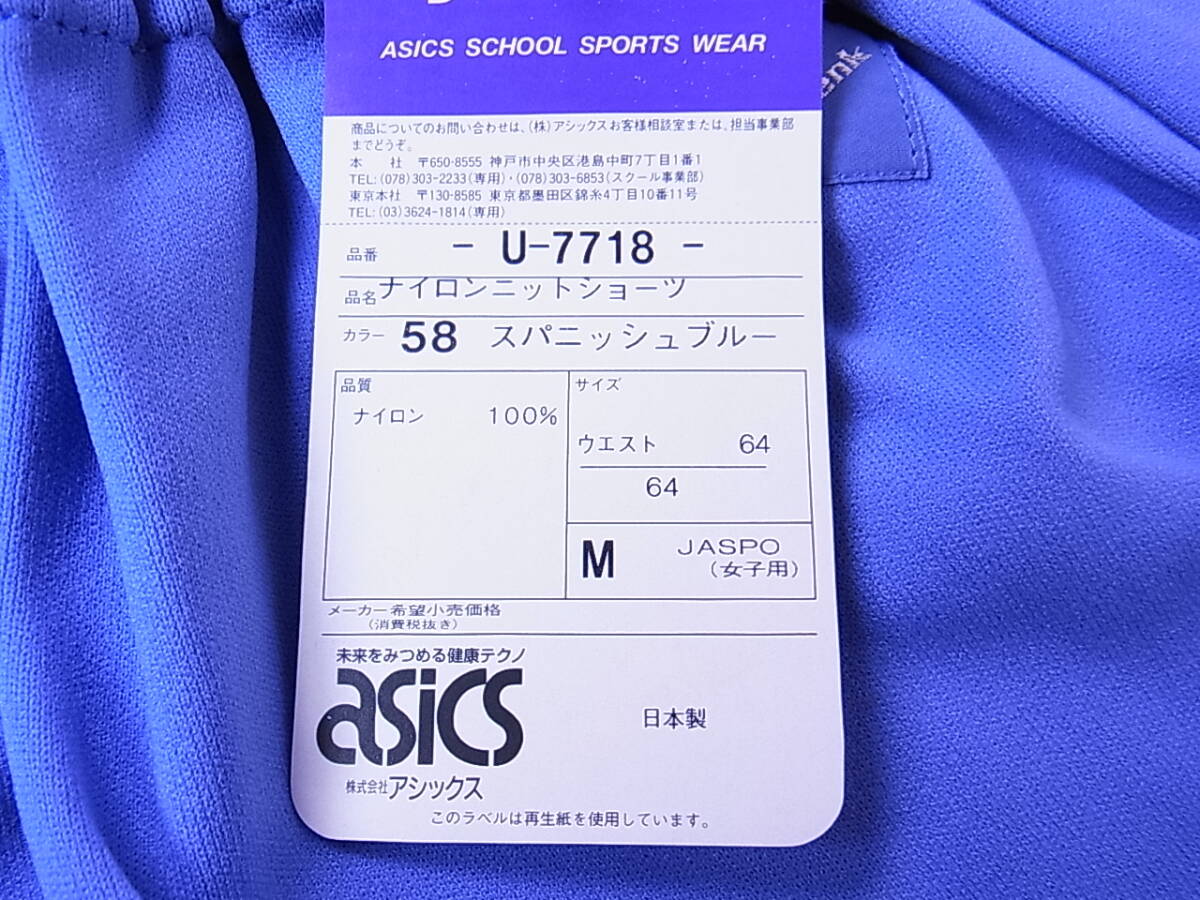 ASICS SCHOOL SPORTS WEAR
商品についてのお問い合わせは、(株)アシックスお客様相談室または、担当事業部
までどうぞ。
本 社 〒650-8555 神戸市中央区港島中町7丁目1番1
TEL:(078)303-2233(専用)・(078)303-6853(スクール事業部)
東京本社 〒130-8585 東京都墨田区錦糸4丁目10番11号
TEL:(03)3624-1814(専用)
品番 - U-7718 -
品名 ナイロンニットショーツ
カラー 58 スパニッシュブルー
品質
ナイロン 100%
サイズ
ウエスト 64
64
M JASPO
(女子用)
メーカー希望小売価格
(消費税抜き)
未来をみつめる健康テクノ
asics
日本製
株式会社アシックス
このラベルは再生紙を使用しています。